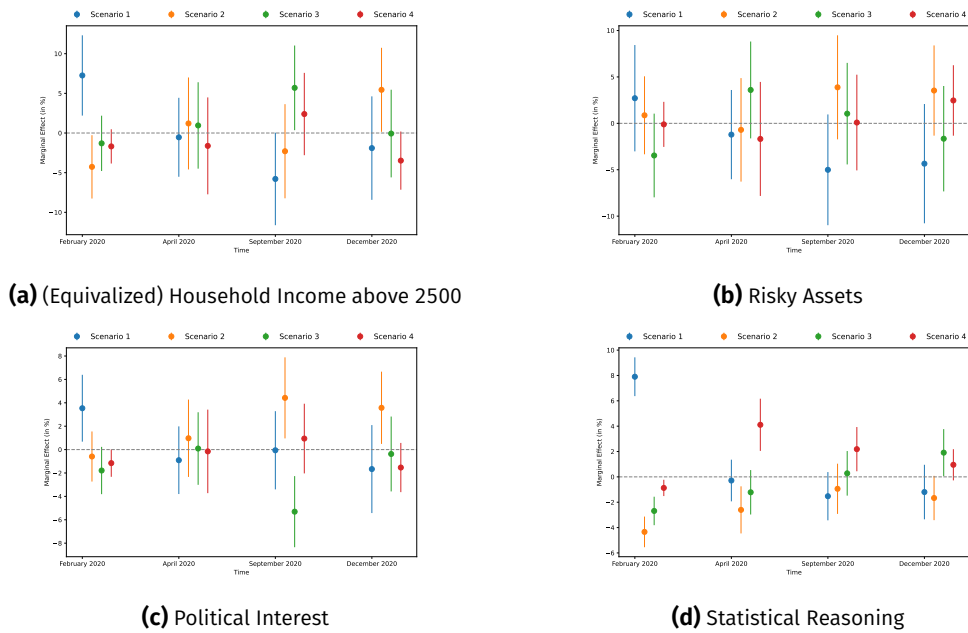 Scenario 1 Scenario 2 Scenario 3 Scenario 4
Marginal Effect (in %)
10
5
0
−5
−10
February 2020 April 2020 September 2020 December 2020
Time
(a) (Equivalized) Household Income above 2500
Scenario 1 Scenario 2 Scenario 3 Scenario 4
Marginal Effect (in %)
10
5
0
−5
−10
February 2020 April 2020 September 2020 December 2020
Time
(b) Risky Assets
Scenario 1 Scenario 2 Scenario 3 Scenario 4
Marginal Effect (in %)
8
6
4
2
0
−2
−4
−6
−8
February 2020 April 2020 September 2020 December 2020
Time
(c) Political Interest
Scenario 1 Scenario 2 Scenario 3 Scenario 4
Marginal Effect (in %)
10
8
6
4
2
0
−2
−4
−6
February 2020 April 2020 September 2020 December 2020
Time
(d) Statistical Reasoning